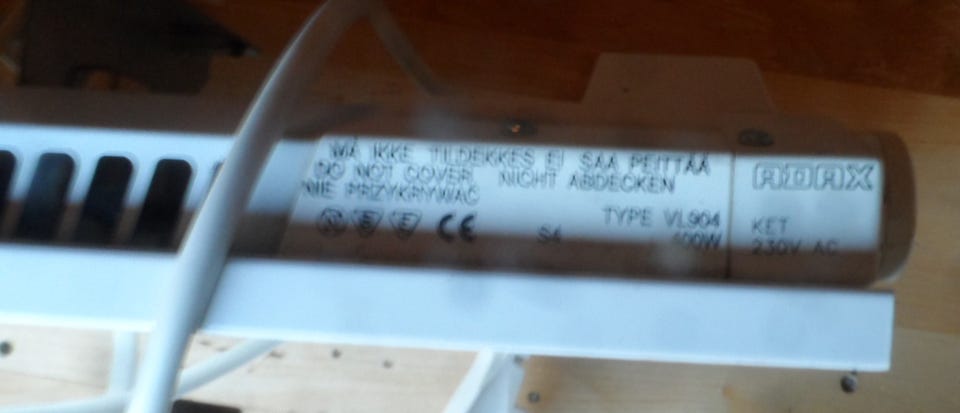 MÅ IKKE TILDEKKES EI SAA PEITTÄÄ
DO NOT COVER NICHT ABDECKEN
NIE PRZYKRYWAĆ
CE
S4
TYPE VL904
400W
ADAX
KET
230V AC